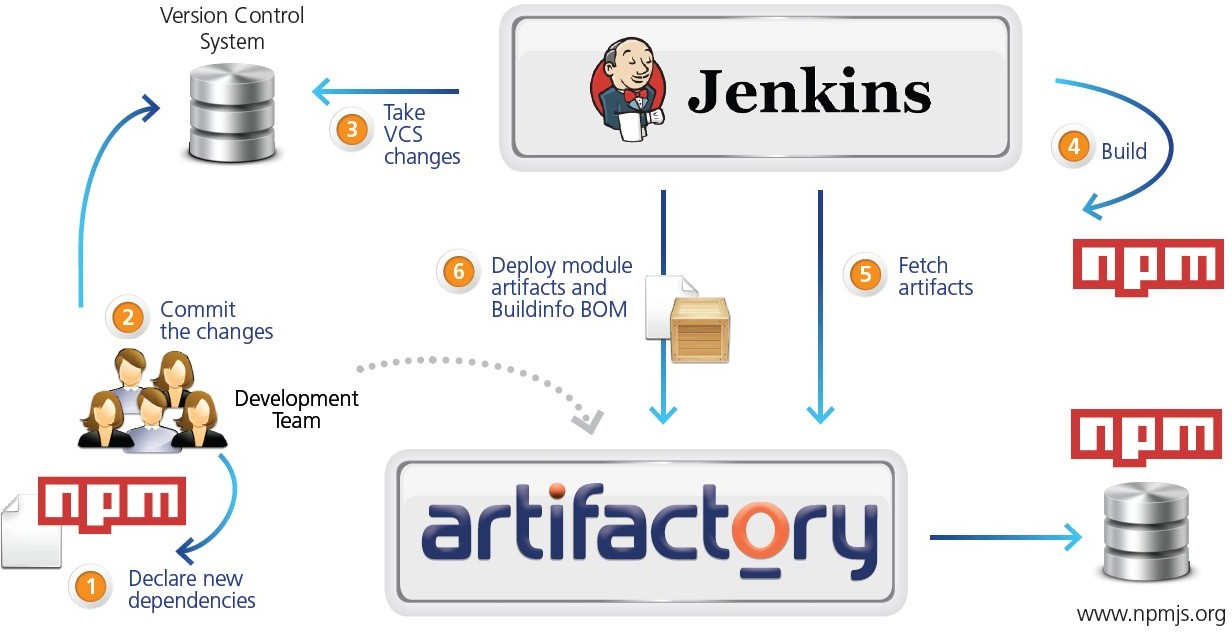 Version Control
System
Jenkins
3
Take
VCS
changes
4
Build
npm
6
Deploy module
artifacts and
Buildinfo BOM
5
Fetch
artifacts
2
Commit
the changes
Development
Team
npm
1
Declare new
dependencies
artifactory
npm
www.npmjs.org